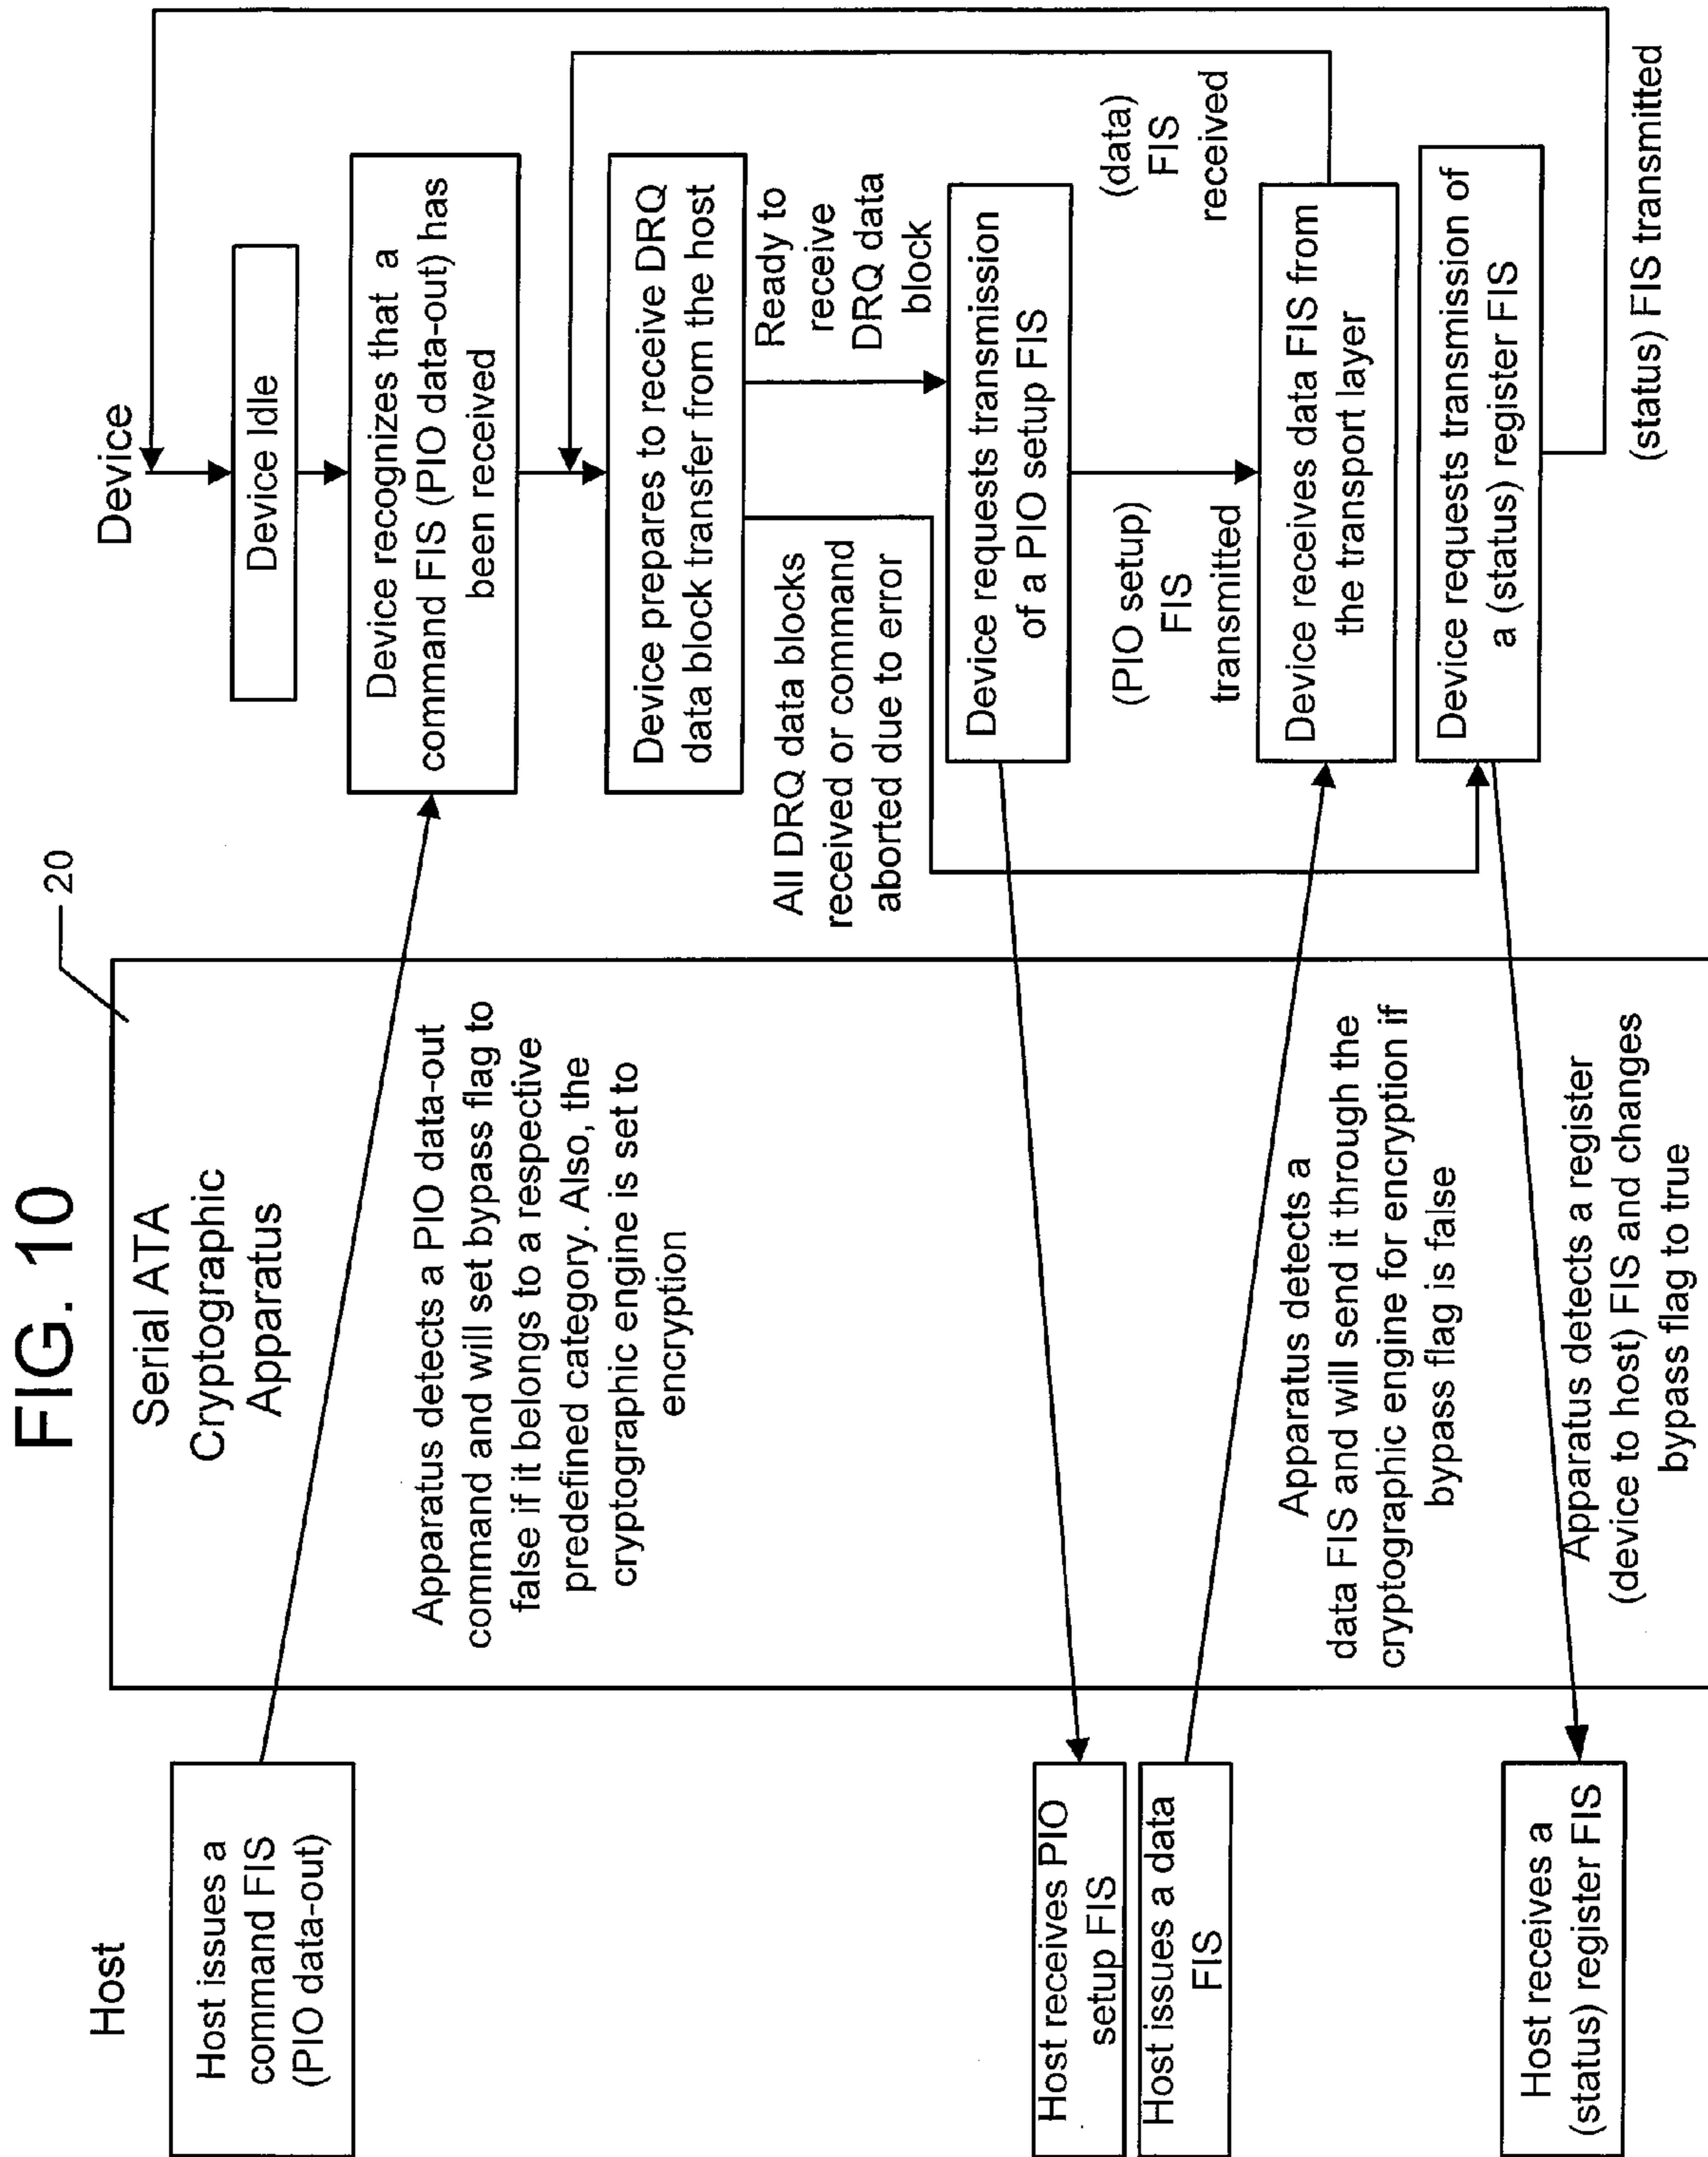 FIG. 10
Host
Host issues a
command FIS
(PIO data-out)
Host receives PIO
setup FIS
Host issues a data
FIS
Host receives a
(status) register FIS
20
Serial ATA
Cryptographic
Apparatus
Apparatus detects a PIO data-out
command and will set bypass flag to
false if it belongs to a respective
predefined category. Also, the
cryptographic engine is set to
encryption
Apparatus detects a
data FIS and will send it through the
cryptographic engine for encryption if
bypass flag is false
Apparatus detects a register
(device to host) FIS and changes
bypass flag to true
Device
Device Idle
Device recognizes that a
command FIS (PIO data-out) has
been received
Device prepares to receive DRQ
data block transfer from the host
All DRQ data blocks
received or command
aborted due to error
Ready to
receive
DRQ data
block
Device requests transmission
of a PIO setup FIS
(PIO setup)
FIS
transmitted
(data)
FIS
received
Device receives data FIS from
the transport layer
Device requests transmission of
a (status) register FIS
(status) FIS transmitted